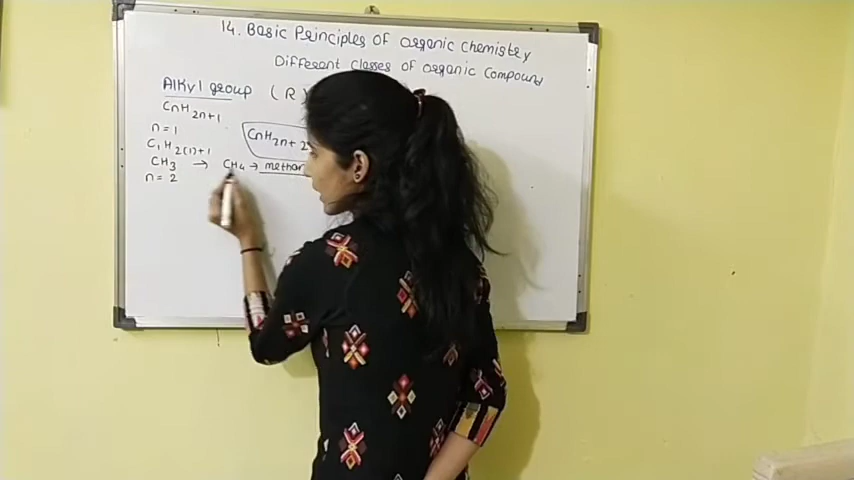 14. Basic Principles of organic Chemistry
Different classes of organic Compound
Alkyl group (R)
CnH2n+1
n=1
CnH2n+2
C1H2(1)+1
CH3 → CH4 →
n=2